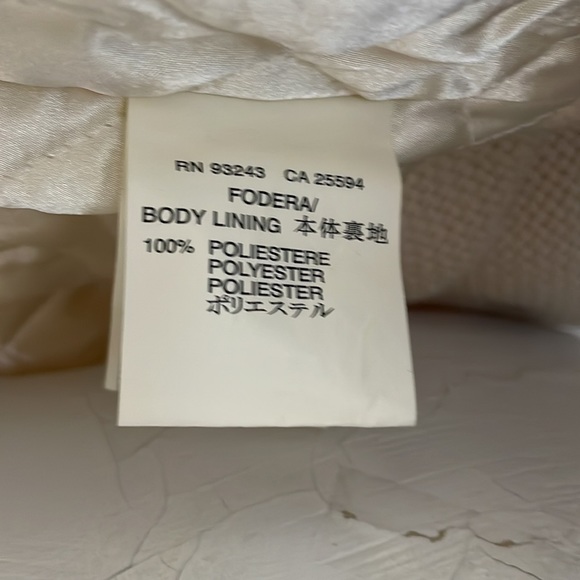 RN 93243 CA 25594
FODERA/
BODY LINING 本体裏地
100% POLIESTERE
POLYESTER
POLIESTER
ポリエステル